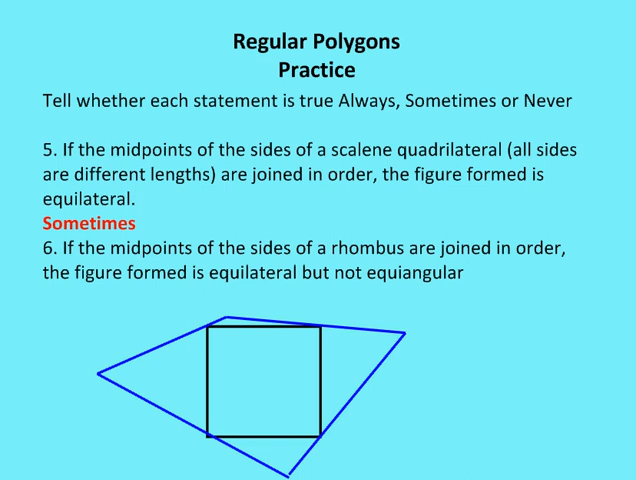 Regular Polygons
Practice
Tell whether each statement is true Always, Sometimes or Never
5. If the midpoints of the sides of a scalene quadrilateral (all sides
are different lengths) are joined in order, the figure formed is
equilateral.
Sometimes
6. If the midpoints of the sides of a rhombus are joined in order,
the figure formed is equilateral but not equiangular